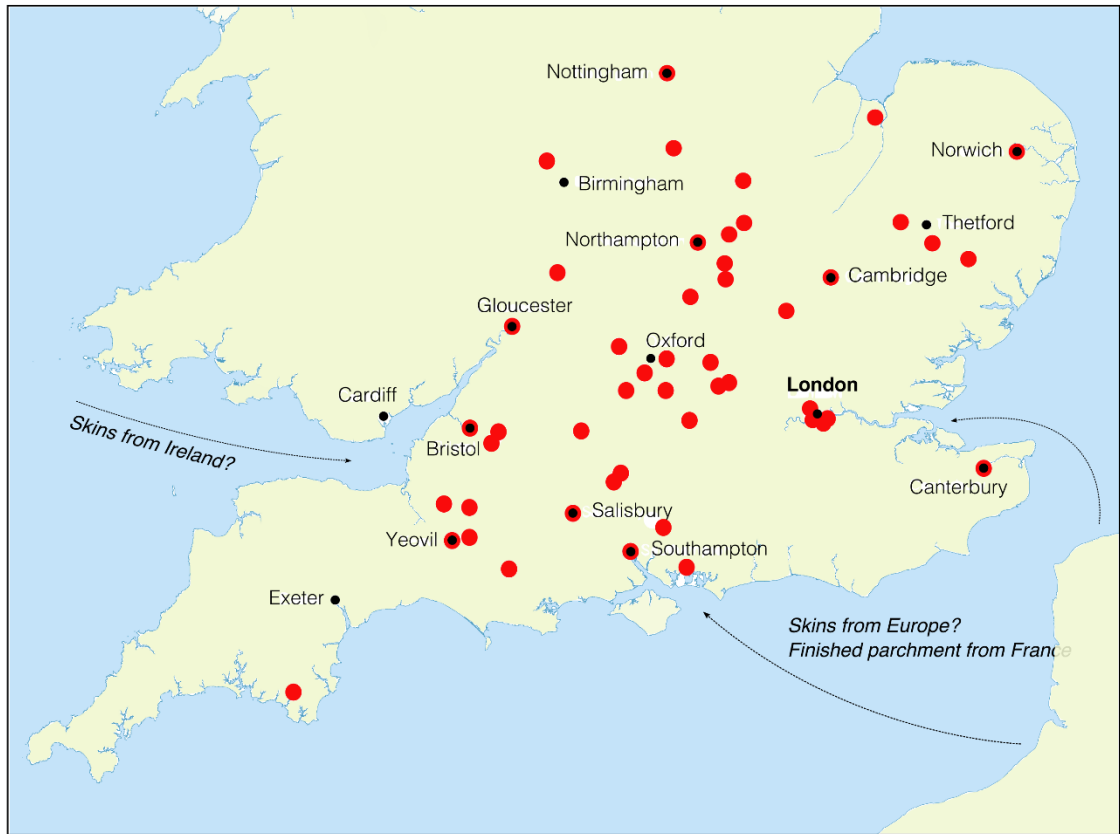 Nottingham
Norwich
Birmingham
Thetford
Northampton
Cambridge
Gloucester
Oxford
London
Cardiff
Skins from Ireland?
Bristol
Canterbury
Salisbury
Yeovil
Southampton
Exeter
Skins from Europe?
Finished parchment from France